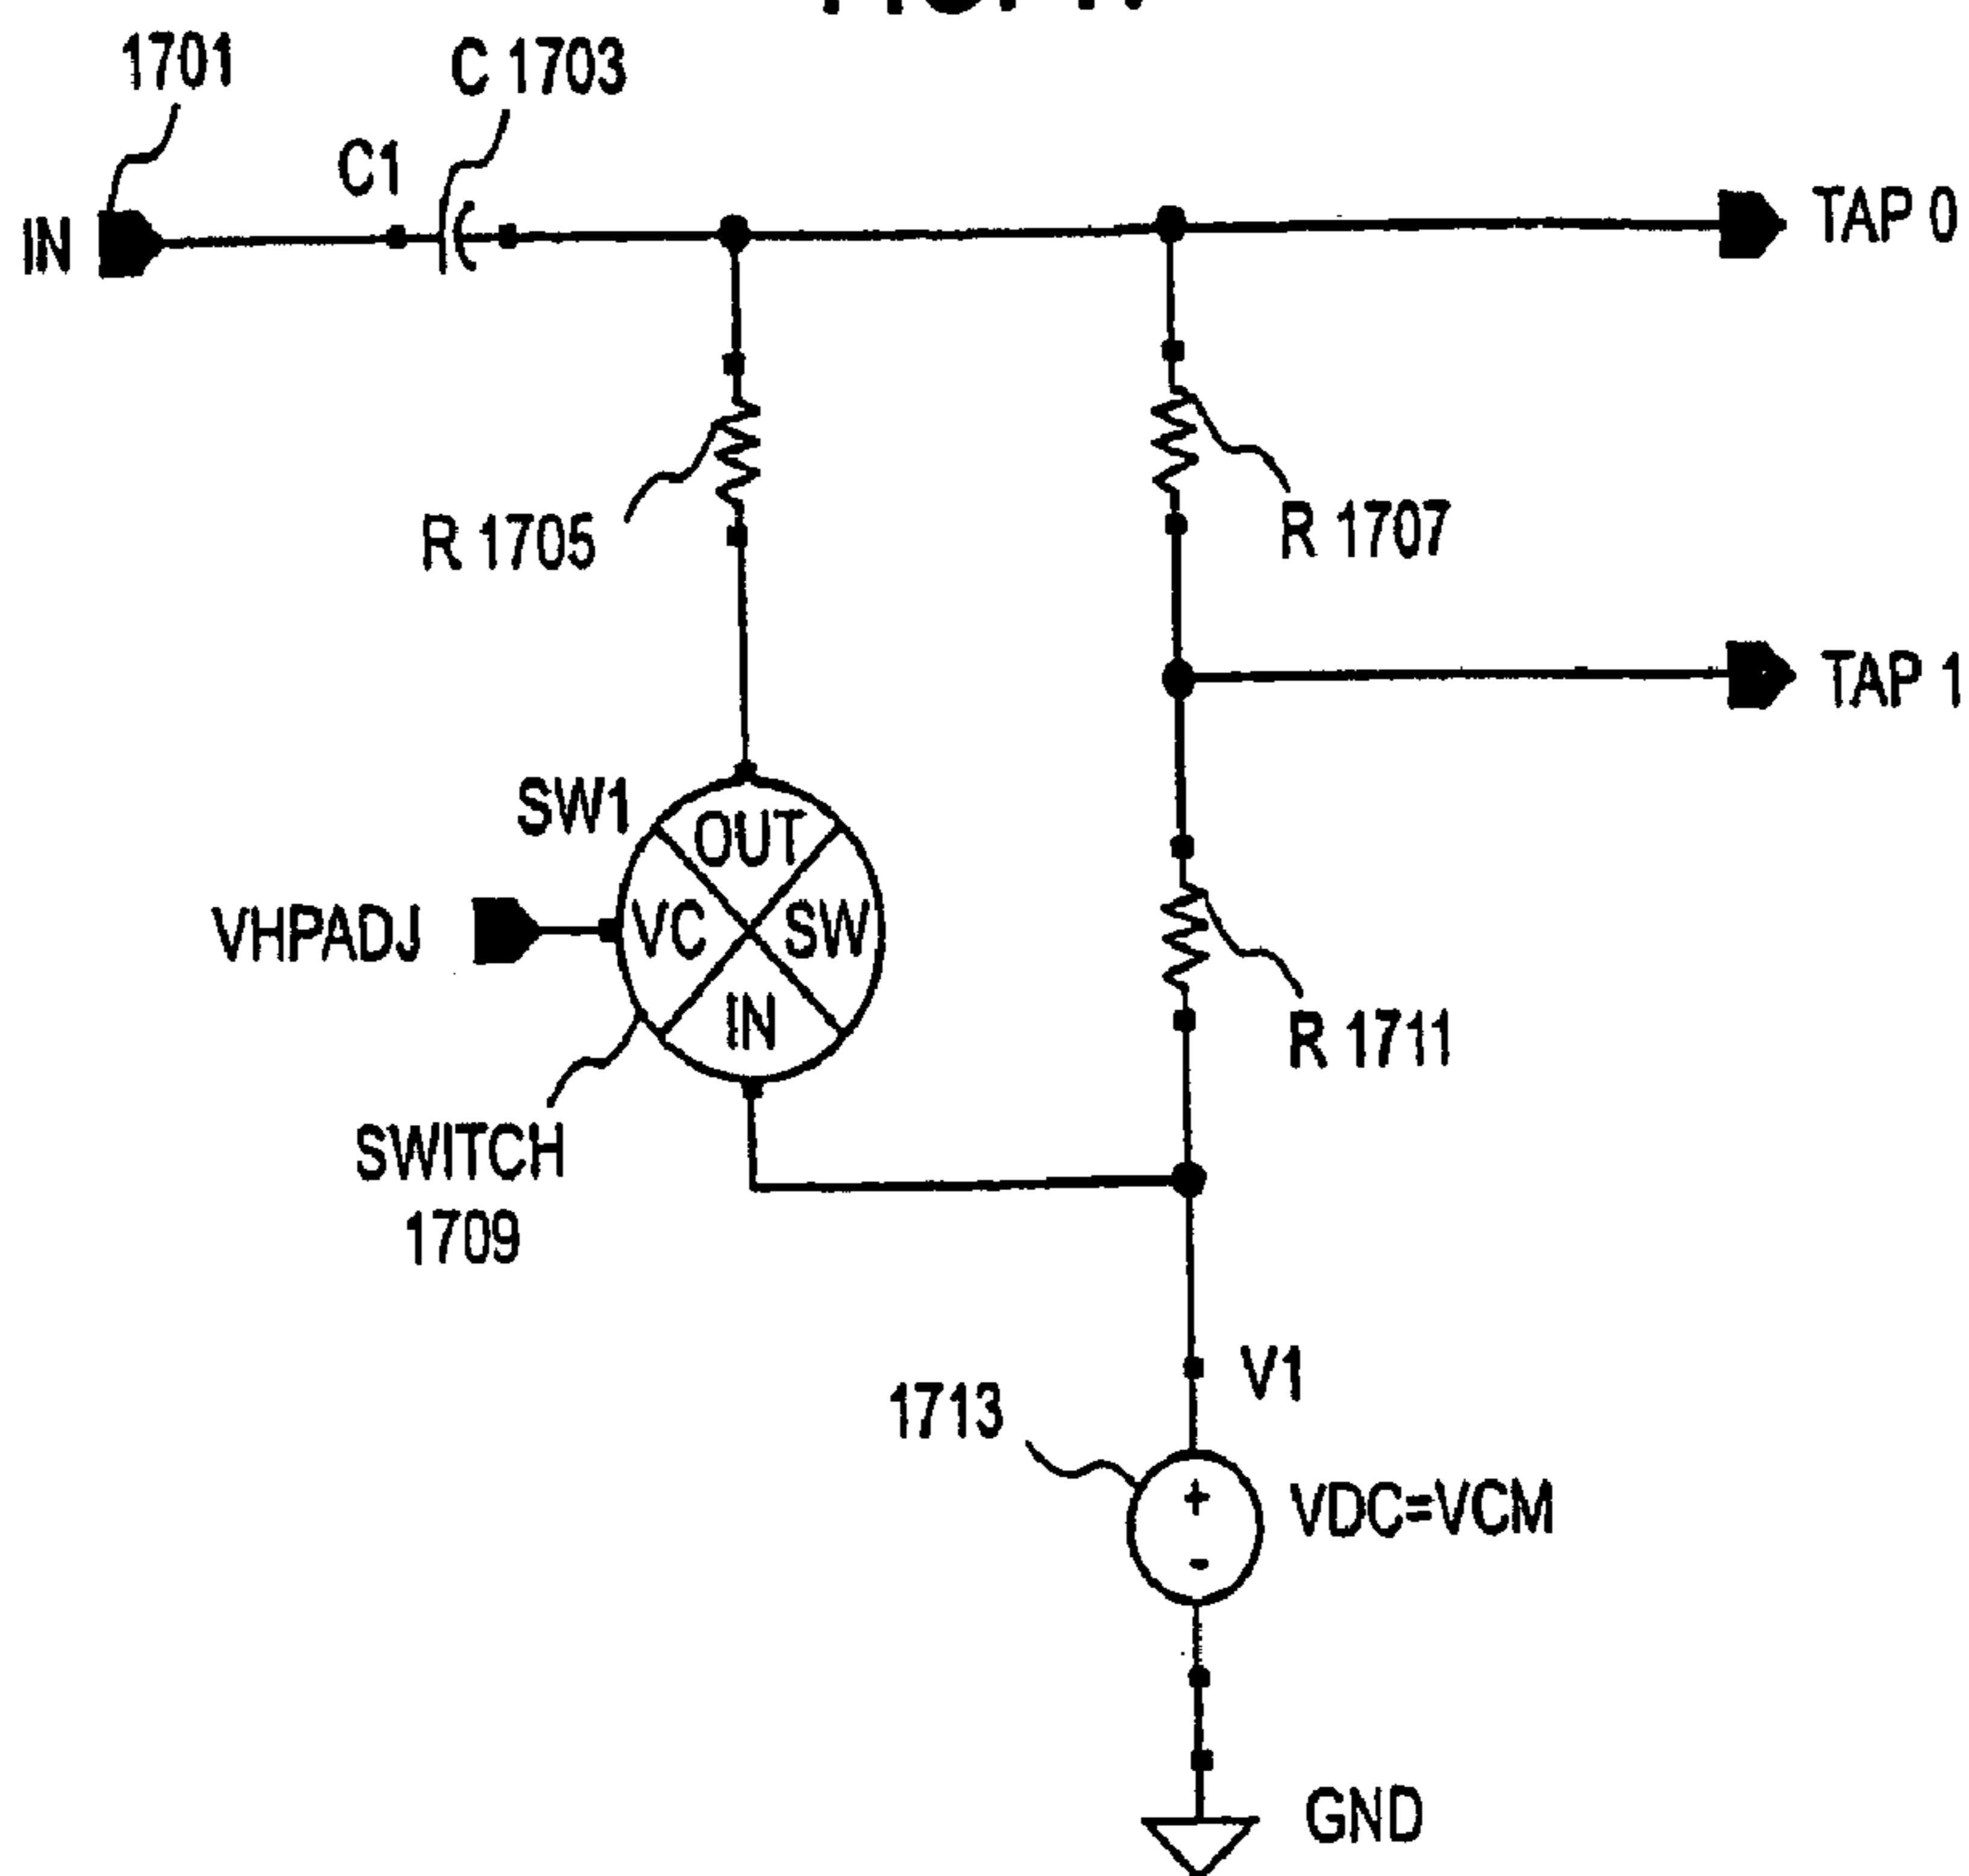 1701
C 1703
C1
IN
TAP 0
R 1705
R 1707
TAP 1
SW1
OUT
VHPADJ
VC
SW
IN
R 1711
SWITCH
1709
V1
1713
+
VDC=VCM
-
GND